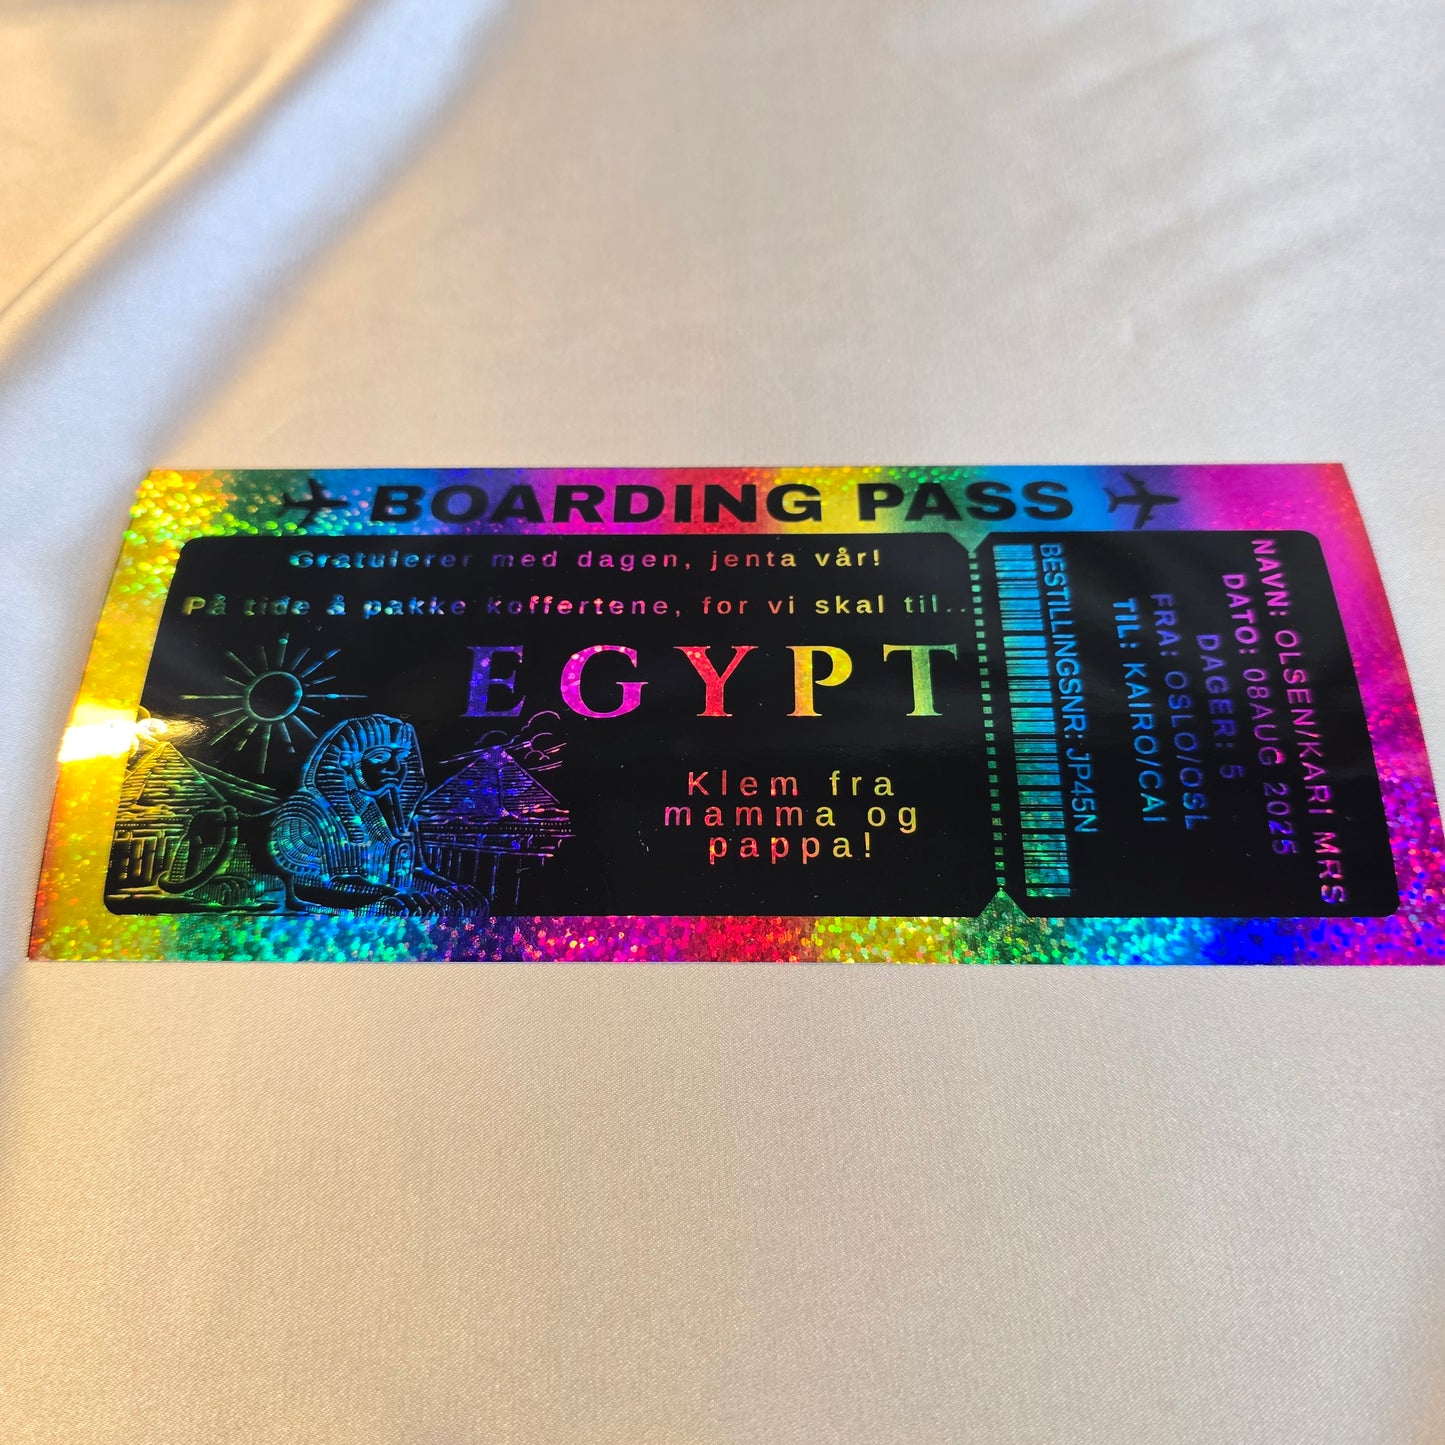 BOARDING PASS
Gratulerer med dagen, jenta vår!
På tide å pakke koffertene, for vi skal til..
EGYPT
Klem fra
mamma og
pappa!
NAVN: OLSEN/KARI MRS
DATO: 08AUG 2025
DAGER: 5
FRA: OSLO/OSL
TIL: KAIRO/CAI
BESTILLINGSNR: JP45N